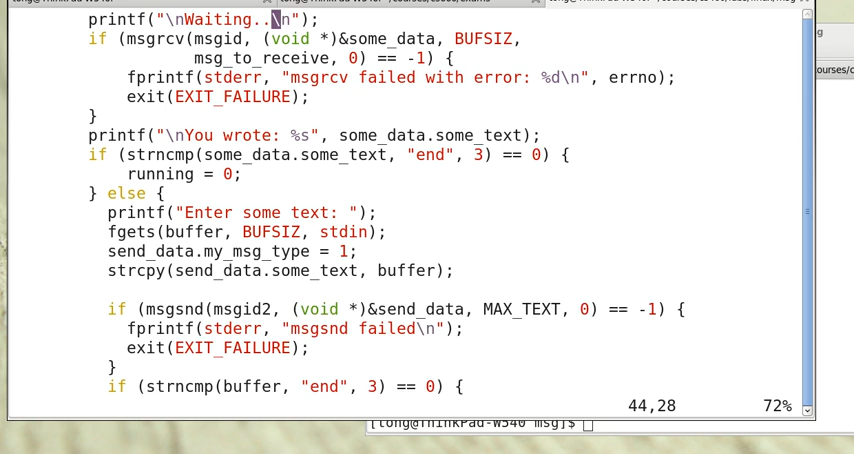 printf("\nWaiting..\n");
if (msgrcv(msgid, (void *)&some_data, BUFSIZ,
msg_to_receive, 0) == -1) {
fprintf(stderr, "msgrcv failed with error: %d\n", errno);
exit(EXIT_FAILURE);
}
printf("\nYou wrote: %s", some_data.some_text);
if (strncmp(some_data.some_text, "end", 3) == 0) {
running = 0;
} else {
printf("Enter some text: ");
fgets(buffer, BUFSIZ, stdin);
send_data.my_msg_type = 1;
strcpy(send_data.some_text, buffer);
if (msgsnd(msgid2, (void *)&send_data, MAX_TEXT, 0) == -1) {
fprintf(stderr, "msgsnd failed\n");
exit(EXIT_FAILURE);
}
if (strncmp(buffer, "end", 3) == 0) {
44,28 72%
[tong@ThinkPad-W540 msg]$